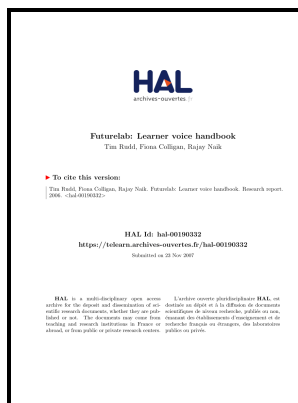 HAL
archives-ouvertes.fr
Futurelab: Learner voice handbook
Tim Rudd, Fiona Colligan, Rajay Naik
▶ To cite this version:
Tim Rudd, Fiona Colligan, Rajay Naik. Futurelab: Learner voice handbook. Research report.
2006. <hal-00190332>
HAL Id: hal-00190332
https://telearn.archives-ouvertes.fr/hal-00190332
Submitted on 23 Nov 2007
HAL is a multi-disciplinary open access
archive for the deposit and dissemination of sci-
entific research documents, whether they are pub-
lished or not. The documents may come from
teaching and research institutions in France or
abroad, or from public or private research centers.
L'archive ouverte pluridisciplinaire HAL, est
destinée au dépôt et à la diffusion de documents
scientifiques de niveau recherche, publiés ou non,
émanant des établissements d'enseignement et de
recherche français ou étrangers, des laboratoires
publics ou privés.